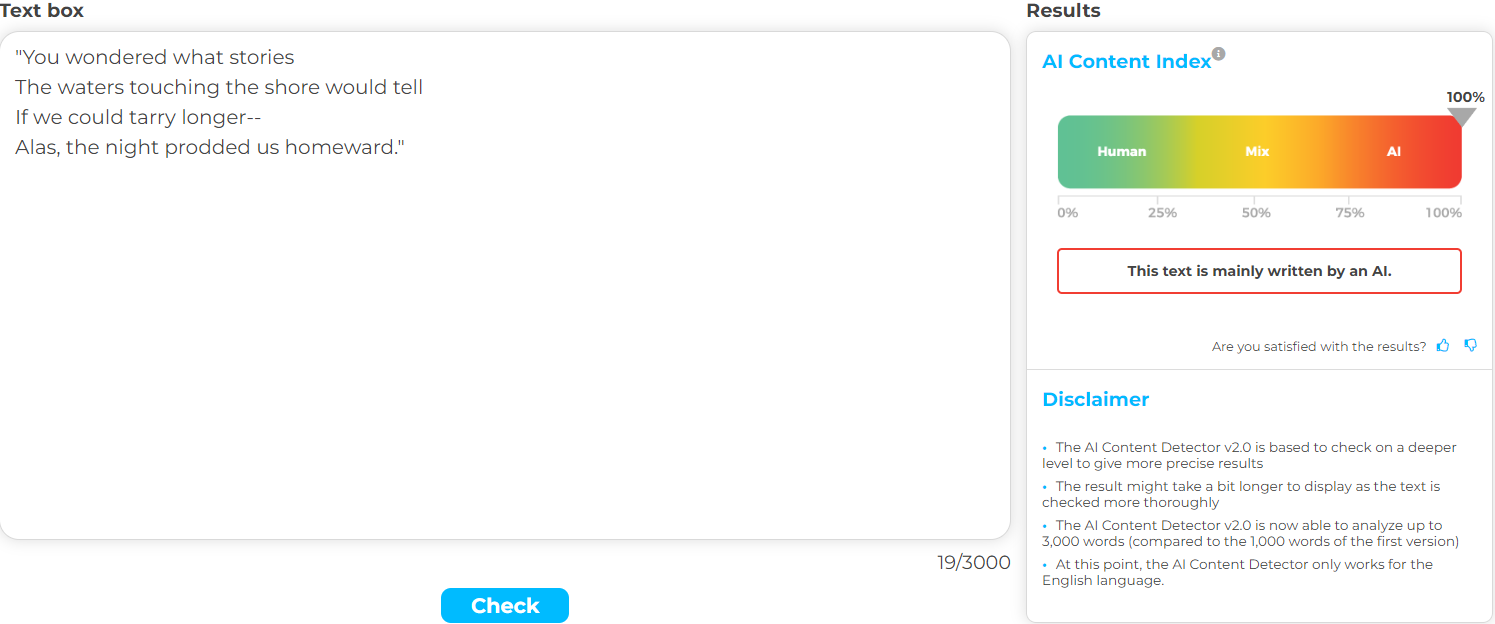 Text box
"You wondered what stories
The waters touching the shore would tell
If we could tarry longer--
Alas, the night prodded us homeward."
19/3000
Check
Results
AI Content Index
100%
Human Mix AI
0% 25% 50% 75% 100%
This text is mainly written by an AI.
Are you satisfied with the results?
Disclaimer
• The AI Content Detector v2.0 is based to check on a deeper
level to give more precise results
• The result might take a bit longer to display as the text is
checked more thoroughly
• The AI Content Detector v2.0 is now able to analyze up to
3,000 words (compared to the 1,000 words of the first version)
• At this point, the AI Content Detector only works for the
English language.